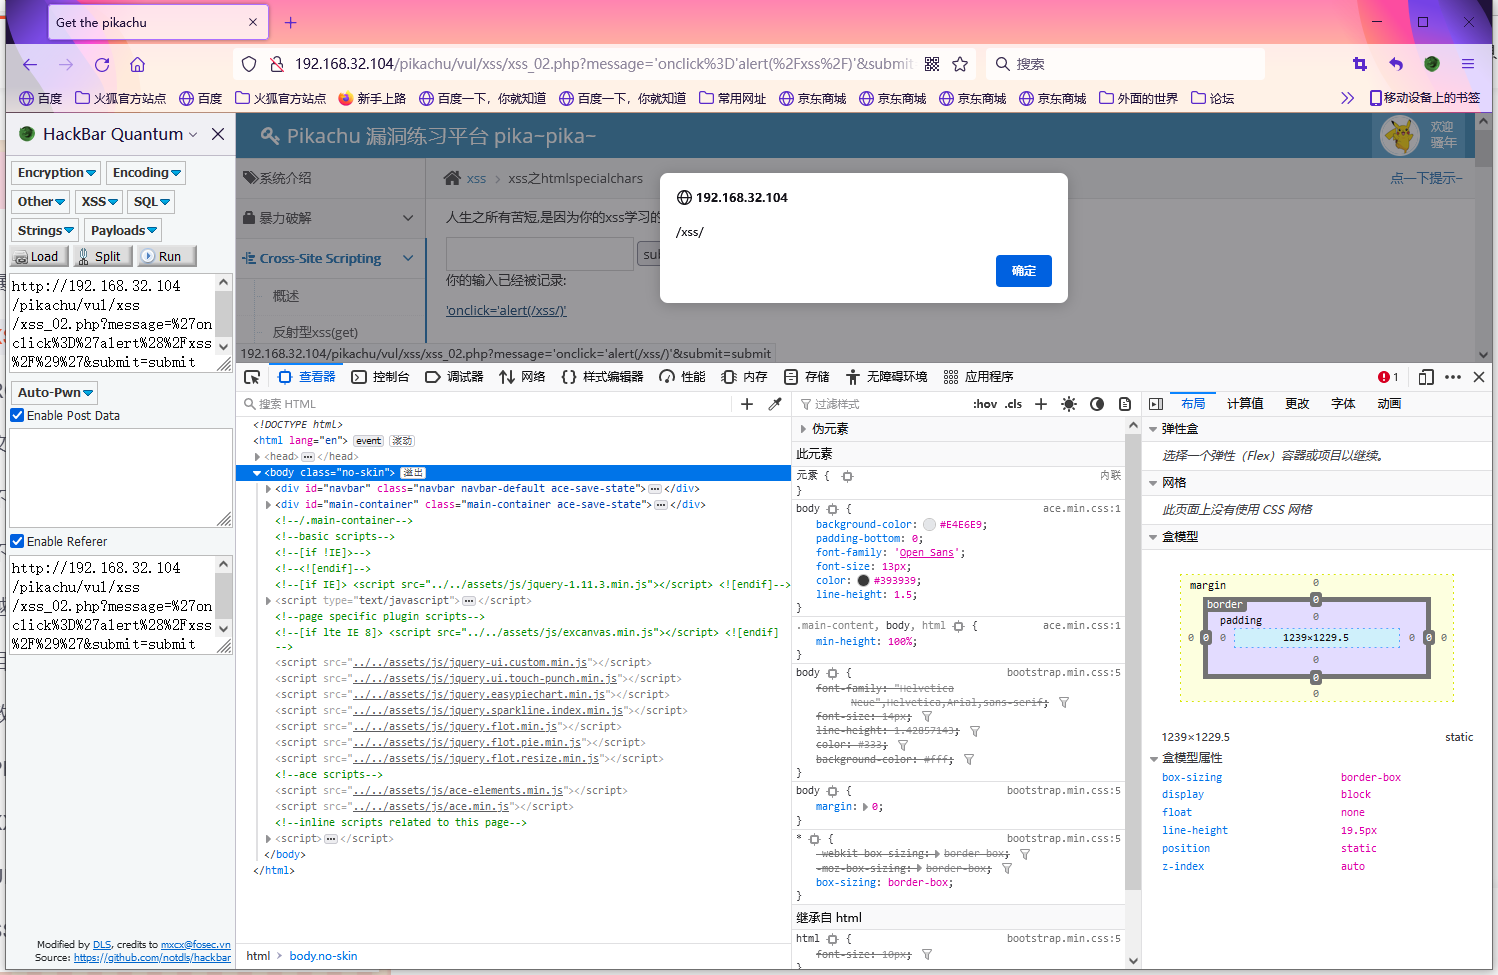 Get the pikachu
192.168.32.104/pikachu/vul/xss/xss_02.php?message='onclick%3D'alert(%2Fxss%2F)'&submit
搜索
百度
火狐官方站点
百度
火狐官方站点
新手上路
百度一下，你就知道
百度一下，你就知道
常用网址
京东商城
京东商城
京东商城
京东商城
外面的世界
论坛
移动设备上的书签
HackBar Quantum
Encryption
Encoding
Other
XSS
SQL
Strings
Payloads
Load
Split
Run
http://192.168.32.104
/pikachu/vul/xss
/xss_02.php?message=%27on
click%3D%27alert%28%2Fxss
%2F%29%27&submit=submit
Auto-Pwn
Enable Post Data
Enable Referer
http://192.168.32.104
/pikachu/vul/xss
/xss_02.php?message=%27on
click%3D%27alert%28%2Fxss
%2F%29%27&submit=submit
Modified by DLS, credits to mxcx@fosec.vn
Source: https://github.com/notdls/hackbar
Pikachu 漏洞练习平台 pika~pika~
欢迎
骚年
系统介绍
暴力破解
Cross-Site Scripting
概述
反射型xss(get)
xss
xss之htmlspecialchars
点一下提示~
人生之所有苦短,是因为你的xss学习的
su
你的输入已经被记录:
'onclick='alert(/xss/)'
192.168.32.104
/xss/
确定
192.168.32.104/pikachu/vul/xss/xss_02.php?message='onclick='alert(/xss/)'&submit=submit
查看器
控制台
调试器
网络
样式编辑器
性能
内存
存储
无障碍环境
应用程序
1
搜索 HTML
<!DOCTYPE html>
<html lang="en"> event 滚动
<head> ··· </head>
<body class="no-skin"> 溢出
<div id="navbar" class="navbar navbar-default ace-save-state"> ··· </div>
<div id="main-container" class="main-container ace-save-state"> ··· </div>
<!--/.main-container-->
<!--basic scripts-->
<!--[if !IE]>-->
<!--<![endif]-->
<!--[if IE]> <script src="../../assets/js/jquery-1.11.3.min.js"></script> <![endif]-->
<script type="text/javascript"> ··· </script>
<!--page specific plugin scripts-->
<!--[if lte IE 8]> <script src="../../assets/js/excanvas.min.js"></script> <![endif]
-->
<script src="../../assets/js/jquery-ui.custom.min.js"></script>
<script src="../../assets/js/jquery.ui.touch-punch.min.js"></script>
<script src="../../assets/js/jquery.easypiechart.min.js"></script>
<script src="../../assets/js/jquery.sparkline.index.min.js"></script>
<script src="../../assets/js/jquery.flot.min.js"></script>
<script src="../../assets/js/jquery.flot.pie.min.js"></script>
<script src="../../assets/js/jquery.flot.resize.min.js"></script>
<!--ace scripts-->
<script src="../../assets/js/ace-elements.min.js"></script>
<script src="../../assets/js/ace.min.js"></script>
<!--inline scripts related to this page-->
<script> ··· </script>
</body>
</html>
html > body.no-skin
过滤样式
:hov .cls
伪元素
此元素
元素 { 内联
}
body { ace.min.css:1
background-color: #E4E6E9;
padding-bottom: 0;
font-family: 'Open Sans';
font-size: 13px;
color: #393939;
line-height: 1.5;
}
.main-content, body, html { ace.min.css:1
min-height: 100%;
}
body { bootstrap.min.css:5
font-family: "Helvetica
Neue",Helvetica,Arial,sans-serif;
font-size: 14px;
line-height: 1.42857143;
color: #333;
background-color: #fff;
}
body { bootstrap.min.css:5
margin: 0;
}
* { bootstrap.min.css:5
-webkit-box-sizing: border-box;
-moz-box-sizing: border-box;
box-sizing: border-box;
}
继承自 html
html { bootstrap.min.css:5
font-size: 10px;
布局
计算值
更改
字体
动画
弹性盒
选择一个弹性（Flex）容器或项目以继续。
网格
此页面上没有使用 CSS 网格
盒模型
margin
0
border
0
padding
0
0 0 0 1239×1229.5 0 0 0
0
0
0
1239×1229.5 static
盒模型属性
box-sizing border-box
display block
float none
line-height 19.5px
position static
z-index auto